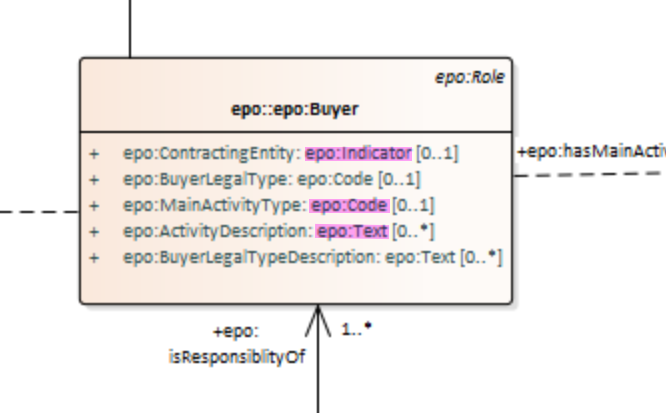 epo:Role
epo::epo:Buyer
+ epo:ContractingEntity: epo:Indicator [0..1]
+ epo:BuyerLegalType: epo:Code [0..1]
+ epo:MainActivityType: epo:Code [0..1]
+ epo:ActivityDescription: epo:Text [0..*]
+ epo:BuyerLegalTypeDescription: epo:Text [0..*]
+epo:hasMainActiv
+epo:
isResponsiblityOf
1..*